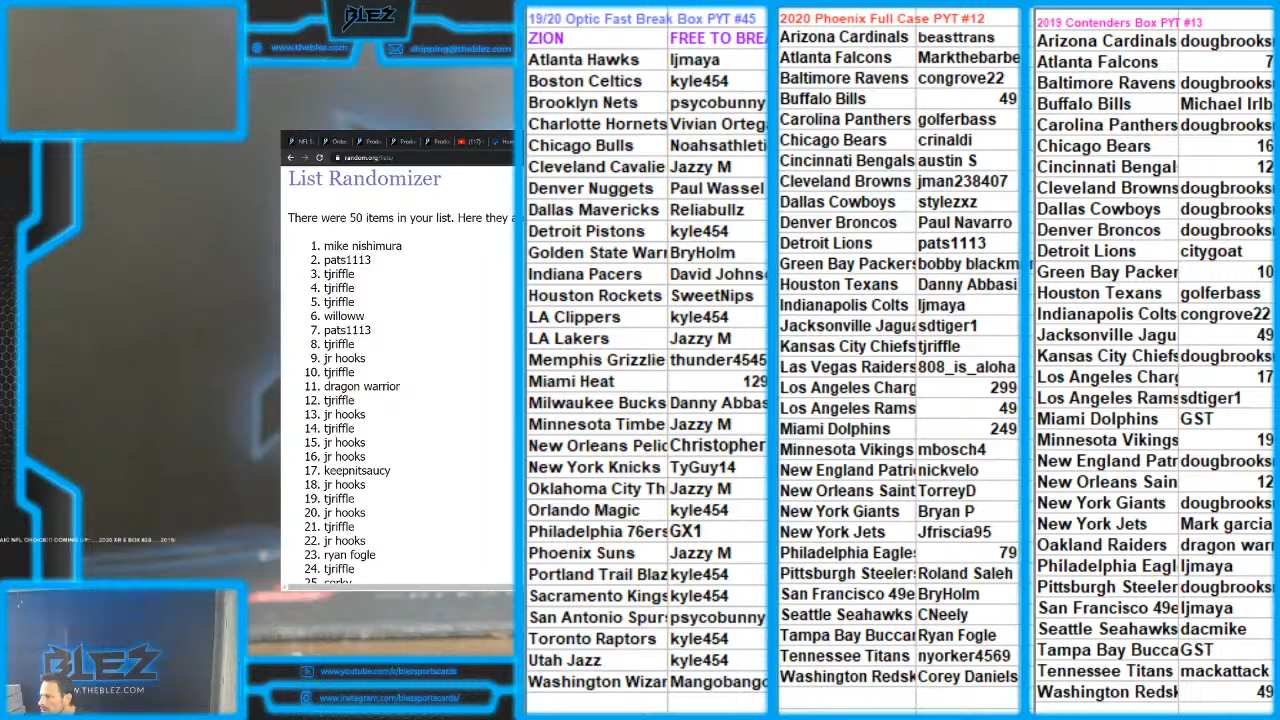 BLEZ
www.theblez.com
shipping@theblez.com
random.org/lists/
List Randomizer
There were 50 items in your list. Here they
1. mike nishimura
2. pats1113
3. tjriffle
4. tjriffle
5. tjriffle
6. willoww
7. pats1113
8. tjriffle
9. jr hooks
10. tjriffle
11. dragon warrior
12. tjriffle
13. jr hooks
14. tjriffle
15. jr hooks
16. jr hooks
17. keepnitsaucy
18. jr hooks
19. tjriffle
20. jr hooks
21. tjriffle
22. jr hooks
23. ryan fogle
24. tjriffle
25. corky
BLEZ
WWW.THEBLEZ.COM
www.youtube.com/c/blezsportscards
www.instagram.com/blezsportscards/
19/20 Optic Fast Break Box PYT #45
ZION FREE TO BREA
Atlanta Hawks ljmaya
Boston Celtics kyle454
Brooklyn Nets psycobunny
Charlotte Hornets Vivian Orteg
Chicago Bulls Noahsathleti
Cleveland Cavalie Jazzy M
Denver Nuggets Paul Wassel
Dallas Mavericks Reliabullz
Detroit Pistons kyle454
Golden State Warr BryHolm
Indiana Pacers David Johns
Houston Rockets SweetNips
LA Clippers kyle454
LA Lakers Jazzy M
Memphis Grizzlie thunder4545
Miami Heat 129
Milwaukee Bucks Danny Abbas
Minnesota Timbe Jazzy M
New Orleans Pelic Christopher
New York Knicks TyGuy14
Oklahoma City Th Jazzy M
Orlando Magic kyle454
Philadelphia 76ers GX1
Phoenix Suns Jazzy M
Portland Trail Blaz kyle454
Sacramento Kings kyle454
San Antonio Spurs psycobunny
Toronto Raptors kyle454
Utah Jazz kyle454
Washington Wizar Mangobango
2020 Phoenix Full Case PYT #12
Arizona Cardinals beasttrans
Atlanta Falcons Markthebarbe
Baltimore Ravens congrove22
Buffalo Bills 49
Carolina Panthers golferbass
Chicago Bears crinaldi
Cincinnati Bengals austin S
Cleveland Browns jman238407
Dallas Cowboys stylezxz
Denver Broncos Paul Navarro
Detroit Lions pats1113
Green Bay Packers bobby blackm
Houston Texans Danny Abbasi
Indianapolis Colts ljmaya
Jacksonville Jagua sdtiger1
Kansas City Chiefs tjriffle
Las Vegas Raiders 808_is_aloha
Los Angeles Charg 299
Los Angeles Rams 49
Miami Dolphins 249
Minnesota Vikings mbosch4
New England Patri nickvelo
New Orleans Saint TorreyD
New York Giants Bryan P
New York Jets Jfriscia95
Philadelphia Eagles 79
Pittsburgh Steelers Roland Saleh
San Francisco 49e BryHolm
Seattle Seahawks CNeely
Tampa Bay Buccan Ryan Fogle
Tennessee Titans nyorker4569
Washington Redsk Corey Daniels
2019 Contenders Box PYT #13
Arizona Cardinals dougbrooks
Atlanta Falcons 7
Baltimore Ravens dougbrooks
Buffalo Bills Michael Irlb
Carolina Panthers dougbrooks
Chicago Bears 16
Cincinnati Bengal 12
Cleveland Browns dougbrooks
Dallas Cowboys dougbrooks
Denver Broncos dougbrooks
Detroit Lions citygoat
Green Bay Packer 10
Houston Texans golferbass
Indianapolis Colts congrove22
Jacksonville Jagu 49
Kansas City Chiefs dougbrooks
Los Angeles Charg 17
Los Angeles Rams sdtiger1
Miami Dolphins GST
Minnesota Vikings 19
New England Patr dougbrooks
New Orleans Sain 12
New York Giants dougbrooks
New York Jets Mark garcia
Oakland Raiders dragon warr
Philadelphia Eagl ljmaya
Pittsburgh Steeler dougbrooks
San Francisco 49e ljmaya
Seattle Seahawks dacmike
Tampa Bay Bucca GST
Tennessee Titans mackattack
Washington Redsk 49